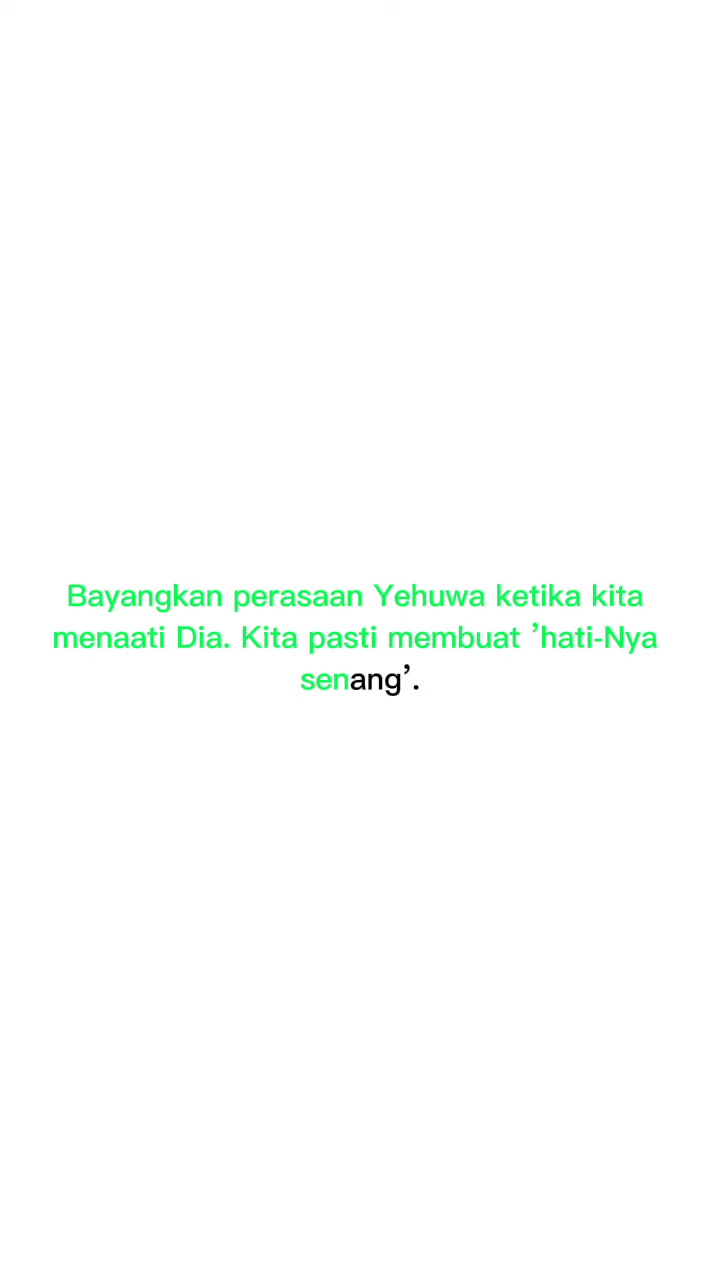 Bayangkan perasaan Yehuwa ketika kita
menaati Dia. Kita pasti membuat ’hati-Nya
senang’.